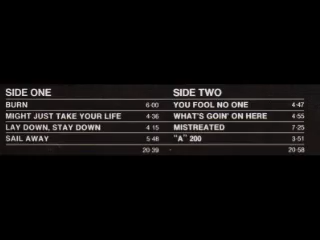 SIDE ONE
BURN 6·00
MIGHT JUST TAKE YOUR LIFE 4·36
LAY DOWN, STAY DOWN 4·15
SAIL AWAY 5·48
20·39
SIDE TWO
YOU FOOL NO ONE 4·47
WHAT'S GOIN' ON HERE 4·55
MISTREATED 7·25
"A" 200 3·51
20·58